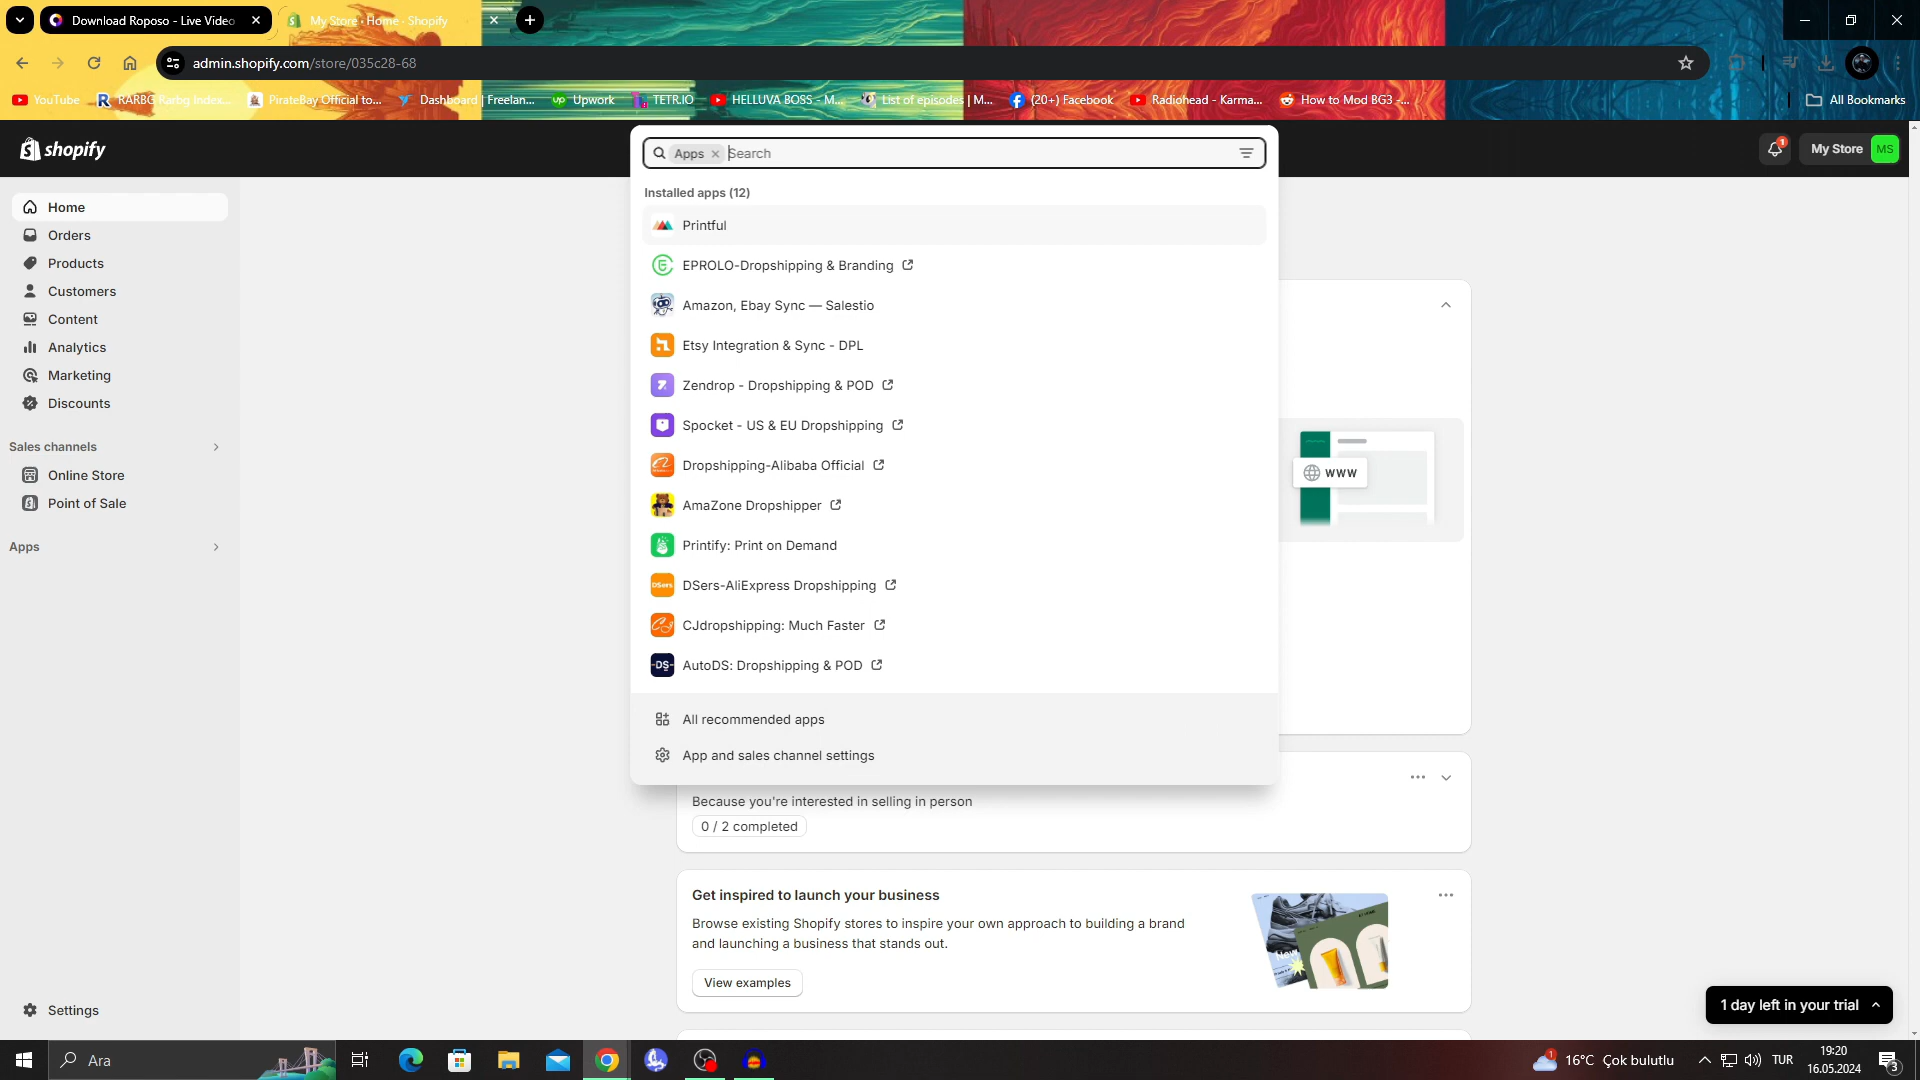 Download Roposo - Live Video
My Store · Home · Shopify
admin.shopify.com/store/035c28-68
YouTube
RARBG Rarbg Index...
PirateBay Official to...
Dashboard | Freelan...
Upwork
TETR.IO
HELLUVA BOSS - M...
List of episodes | M...
(20+) Facebook
Radiohead - Karma...
How to Mod BG3 -...
All Bookmarks
shopify
1
My Store
MS
Apps
Search
Installed apps (12)
Printful
EPROLO-Dropshipping & Branding
Amazon, Ebay Sync — Salestio
Etsy Integration & Sync - DPL
Zendrop - Dropshipping & POD
Spocket - US & EU Dropshipping
Dropshipping-Alibaba Official
AmaZone Dropshipper
Printify: Print on Demand
DSers
DSers-AliExpress Dropshipping
CJdropshipping: Much Faster
DS
AutoDS: Dropshipping & POD
All recommended apps
App and sales channel settings
Home
Orders
Products
Customers
Content
Analytics
Marketing
Discounts
Sales channels
Online Store
Point of Sale
Apps
Settings
www
Because you're interested in selling in person
0 / 2 completed
Get inspired to launch your business
Browse existing Shopify stores to inspire your own approach to building a brand
and launching a business that stands out.
View examples
New
1 day left in your trial
Ara
1
16°C Çok bulutlu
TUR
19:20
16.05.2024
3